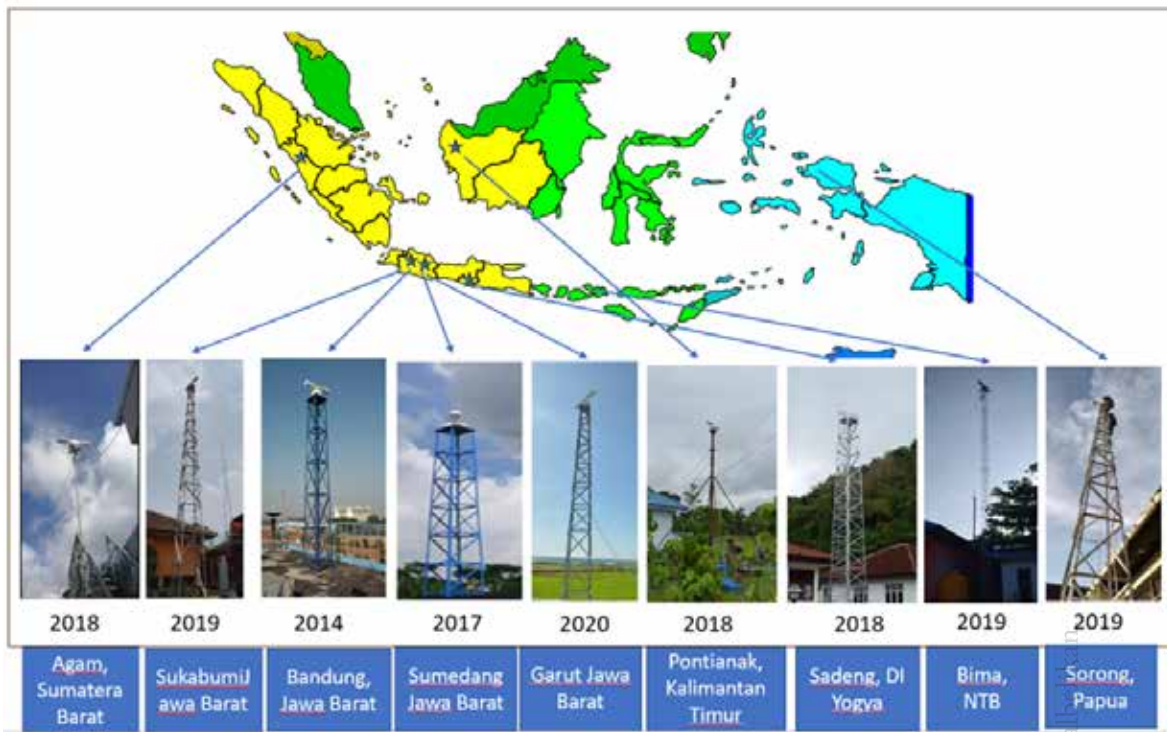 2018
2019
2014
2017
2020
2018
2018
2019
2019
Agam,
Sumatera
Barat
SukabumiJ
awa Barat
Bandung,
Jawa Barat
Sumedang
Jawa Barat
Garut Jawa
Barat
Pontianak,
Kalimantan
Timur
Sadeng, DI
Yogya
Bima,
NTB
Sorong,
Papua